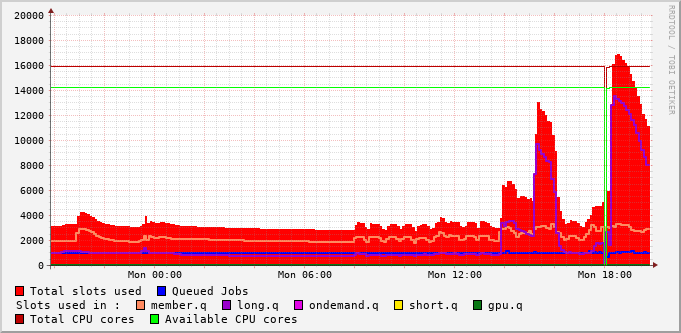 20000
18000
16000
14000
12000
10000
8000
6000
4000
2000
0
Mon 00:00 Mon 06:00 Mon 12:00 Mon 18:00
Total slots used Queued Jobs
Slots used in : member.q long.q ondemand.q short.q gpu.q
Total CPU cores Available CPU cores
RRDTOOL / TOBI OETIKER